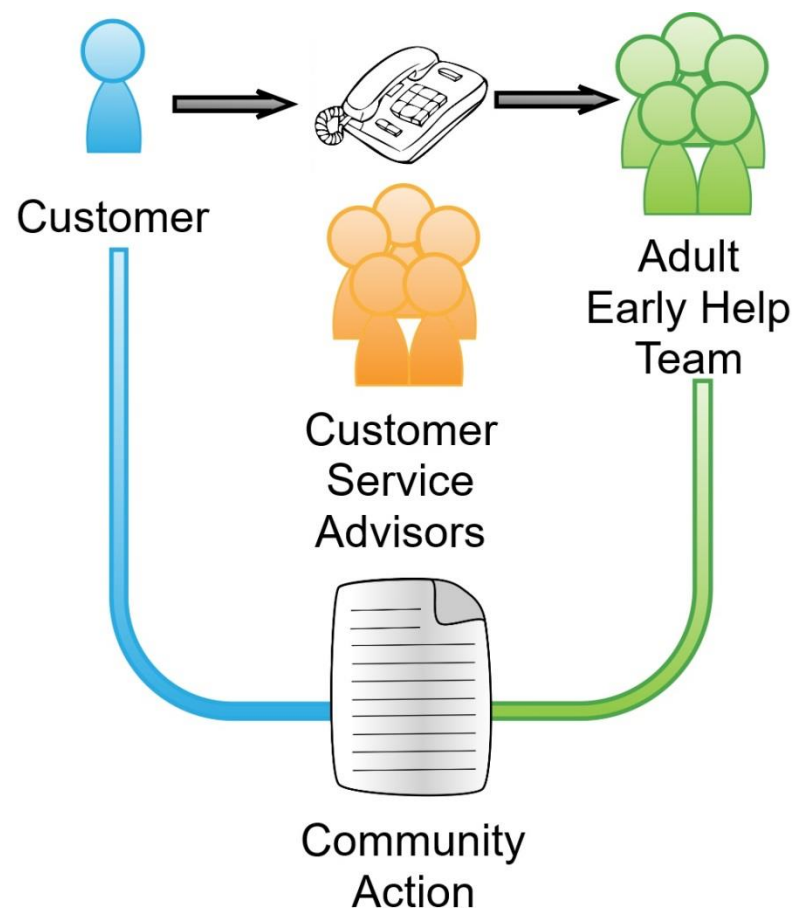 Customer
Adult
Early Help
Team
Customer
Service
Advisors
Community
Action